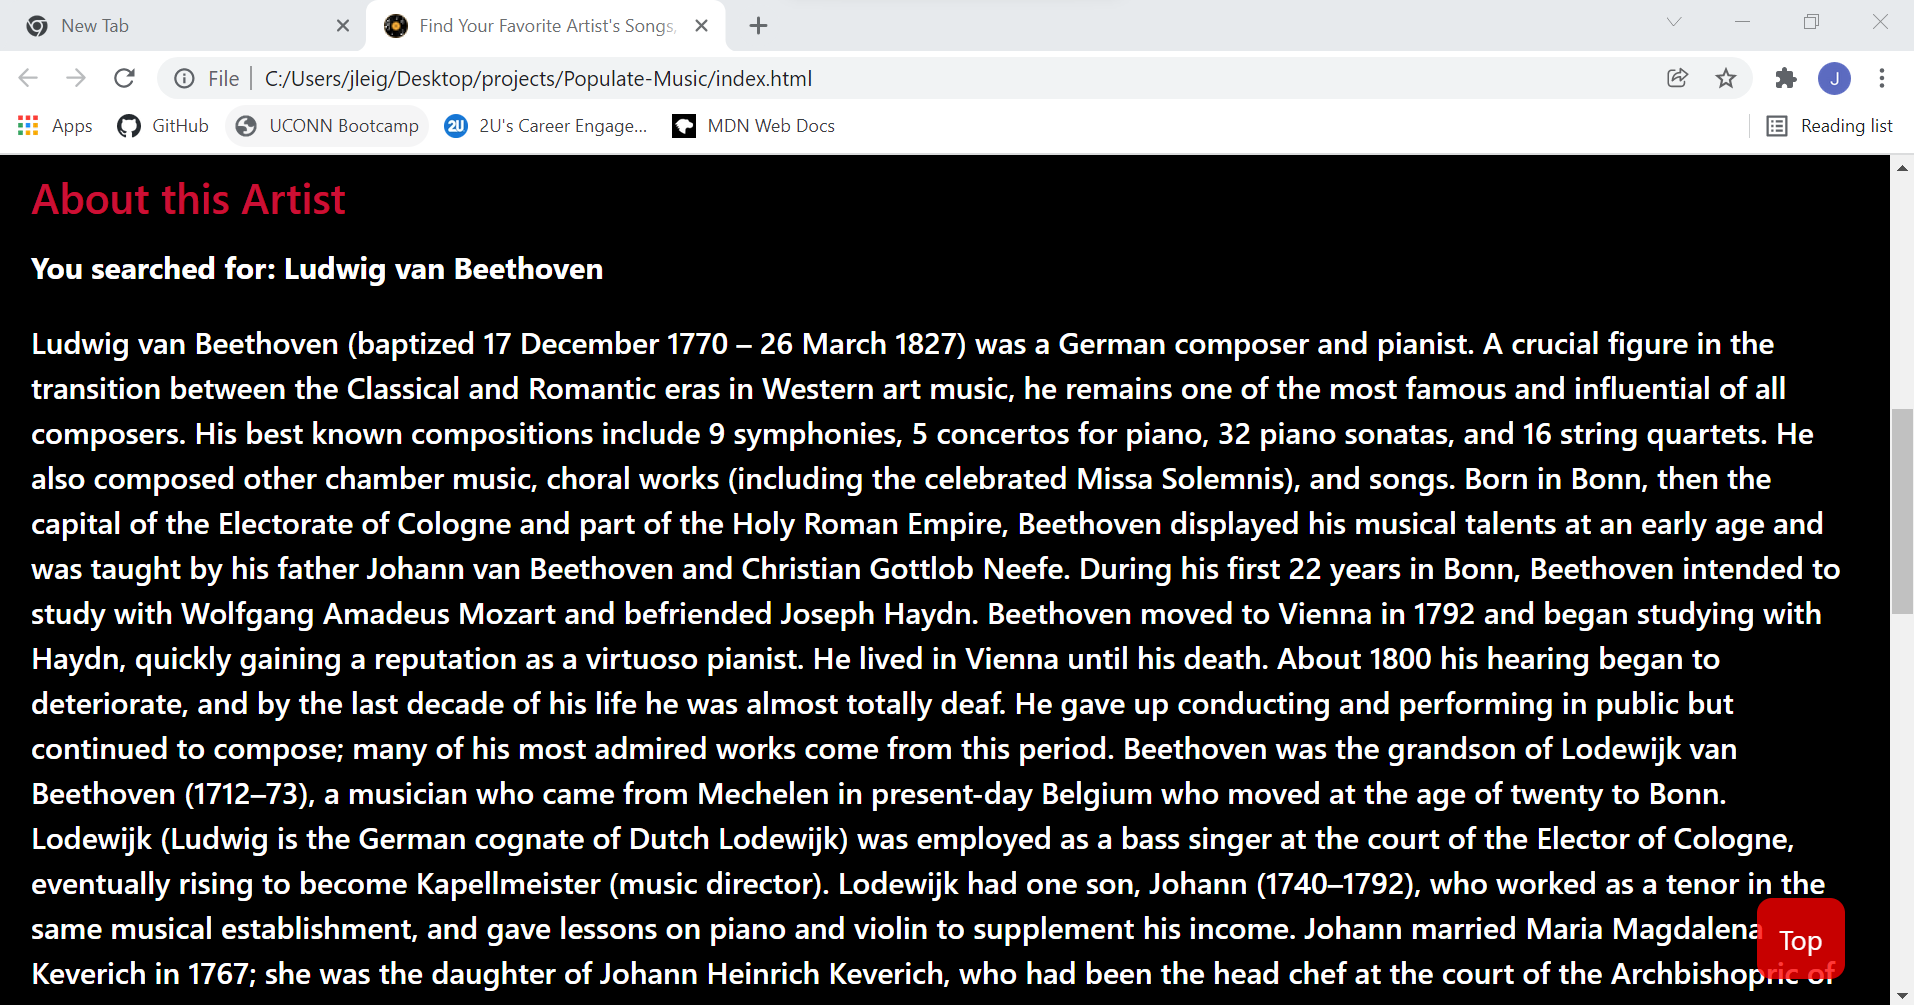 New Tab
Find Your Favorite Artist's Songs,
File
C:/Users/jleig/Desktop/projects/Populate-Music/index.html
J
Apps
GitHub
UCONN Bootcamp
2U
2U's Career Engage...
MDN Web Docs
Reading list
About this Artist
You searched for: Ludwig van Beethoven
Ludwig van Beethoven (baptized 17 December 1770 – 26 March 1827) was a German composer and pianist. A crucial figure in the
transition between the Classical and Romantic eras in Western art music, he remains one of the most famous and influential of all
composers. His best known compositions include 9 symphonies, 5 concertos for piano, 32 piano sonatas, and 16 string quartets. He
also composed other chamber music, choral works (including the celebrated Missa Solemnis), and songs. Born in Bonn, then the
capital of the Electorate of Cologne and part of the Holy Roman Empire, Beethoven displayed his musical talents at an early age and
was taught by his father Johann van Beethoven and Christian Gottlob Neefe. During his first 22 years in Bonn, Beethoven intended to
study with Wolfgang Amadeus Mozart and befriended Joseph Haydn. Beethoven moved to Vienna in 1792 and began studying with
Haydn, quickly gaining a reputation as a virtuoso pianist. He lived in Vienna until his death. About 1800 his hearing began to
deteriorate, and by the last decade of his life he was almost totally deaf. He gave up conducting and performing in public but
continued to compose; many of his most admired works come from this period. Beethoven was the grandson of Lodewijk van
Beethoven (1712–73), a musician who came from Mechelen in present-day Belgium who moved at the age of twenty to Bonn.
Lodewijk (Ludwig is the German cognate of Dutch Lodewijk) was employed as a bass singer at the court of the Elector of Cologne,
eventually rising to become Kapellmeister (music director). Lodewijk had one son, Johann (1740–1792), who worked as a tenor in the
same musical establishment, and gave lessons on piano and violin to supplement his income. Johann married Maria Magdalena
Keverich in 1767; she was the daughter of Johann Heinrich Keverich, who had been the head chef at the court of the Archbishopric of
Top